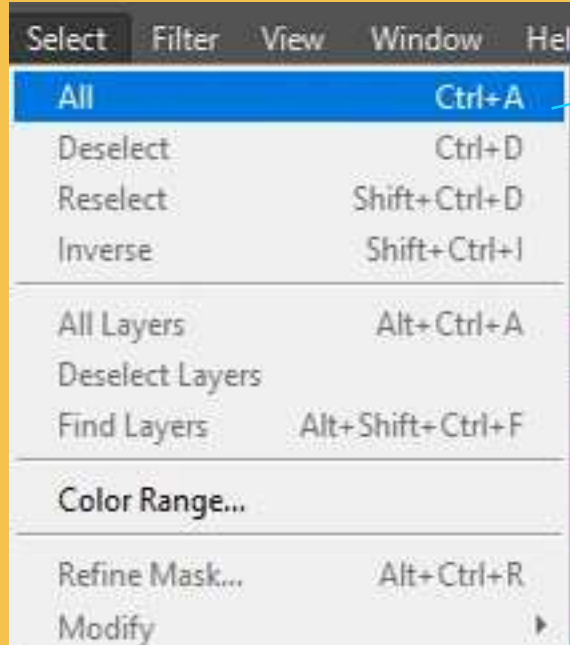 Select Filter View Window Hel
All Ctrl+A
Deselect Ctrl+D
Reselect Shift+Ctrl+D
Inverse Shift+Ctrl+I
All Layers Alt+Ctrl+A
Deselect Layers
Find Layers Alt+Shift+Ctrl+F
Color Range...
Refine Mask... Alt+Ctrl+R
Modify